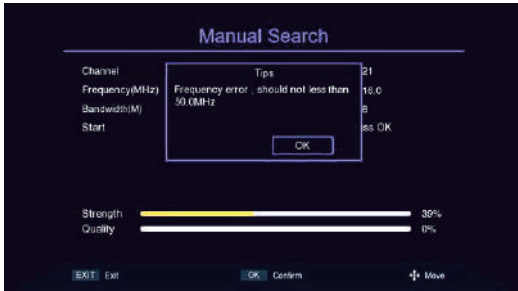 Manual Search
Tips
Channel 21
Frequency(MHz) 16.0
Frequency error , should not less than
50.0MHz
Bandwidth(M) 8
Start ss OK
OK
Strength 39%
Quality 0%
EXIT Exit OK Confirm Move